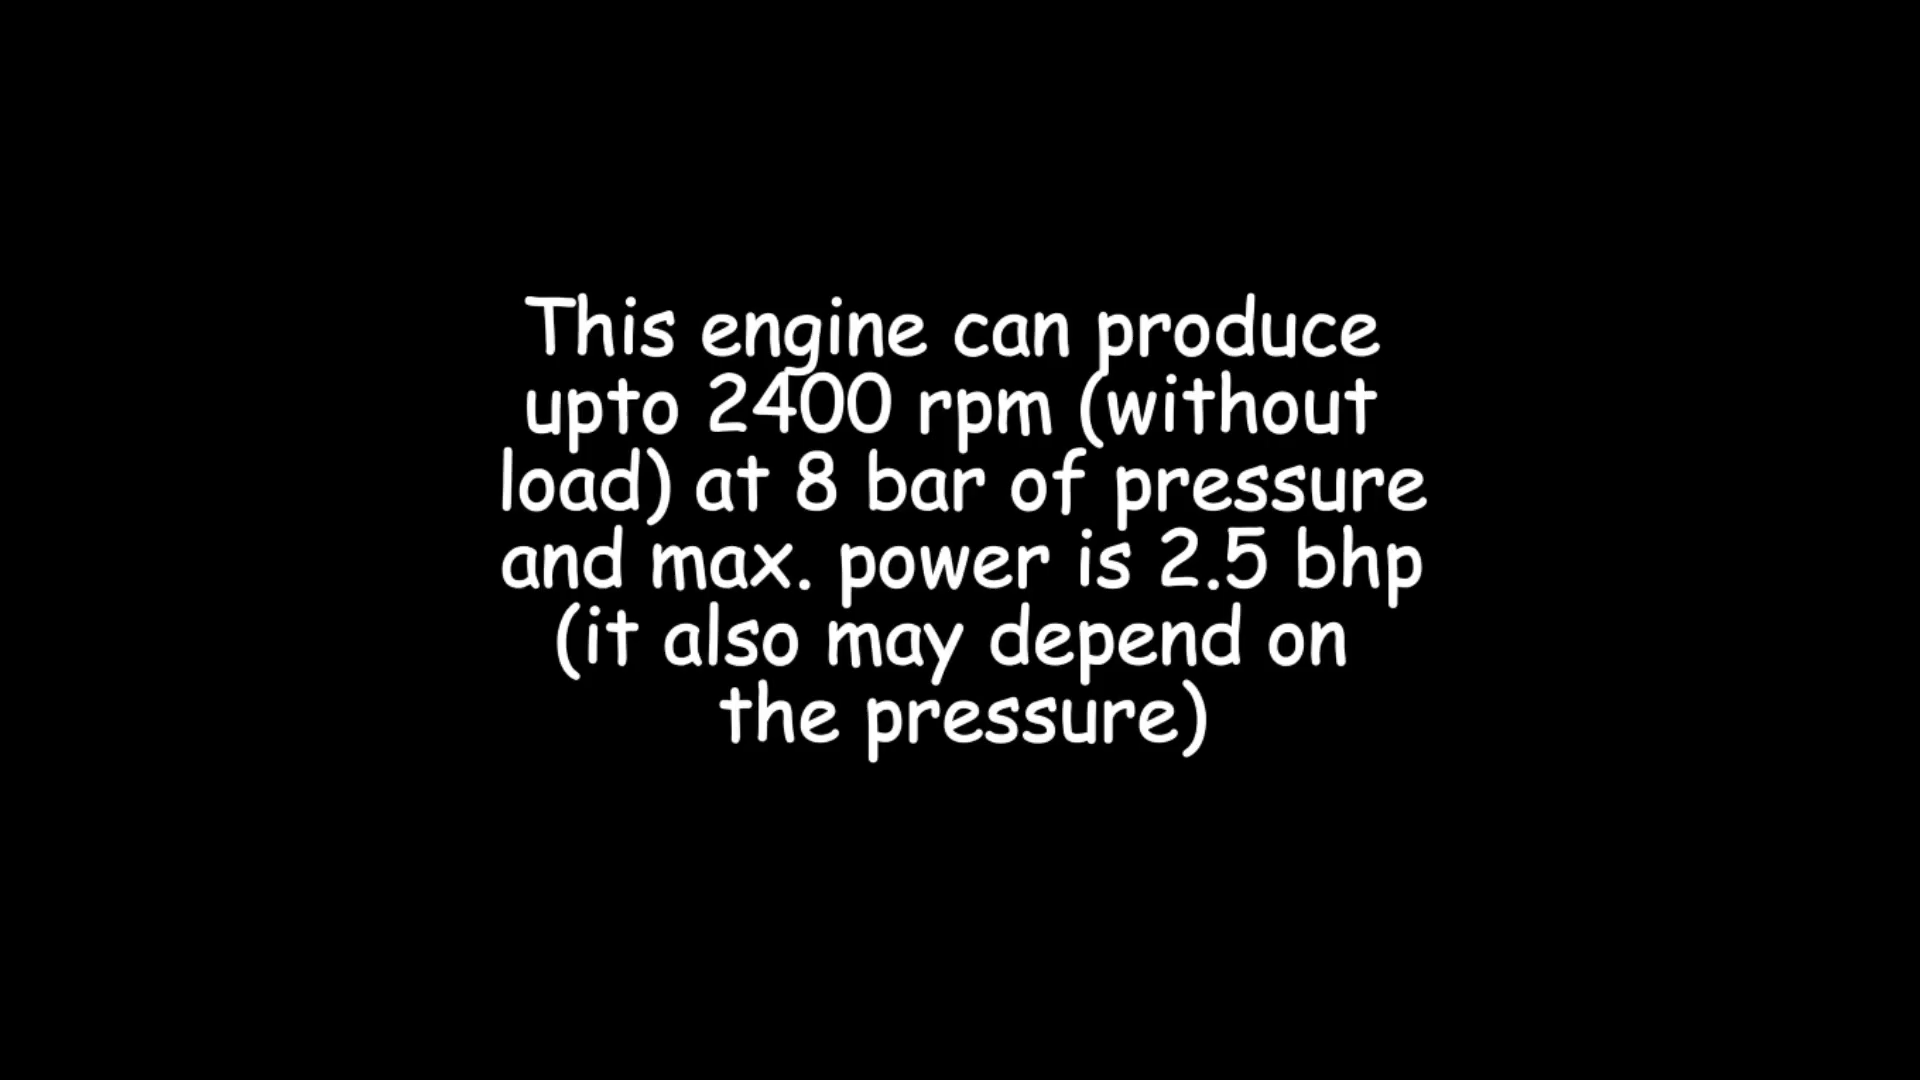 This engine can produce
upto 2400 rpm (without
load) at 8 bar of pressure
and max. power is 2.5 bhp
(it also may depend on
the pressure)